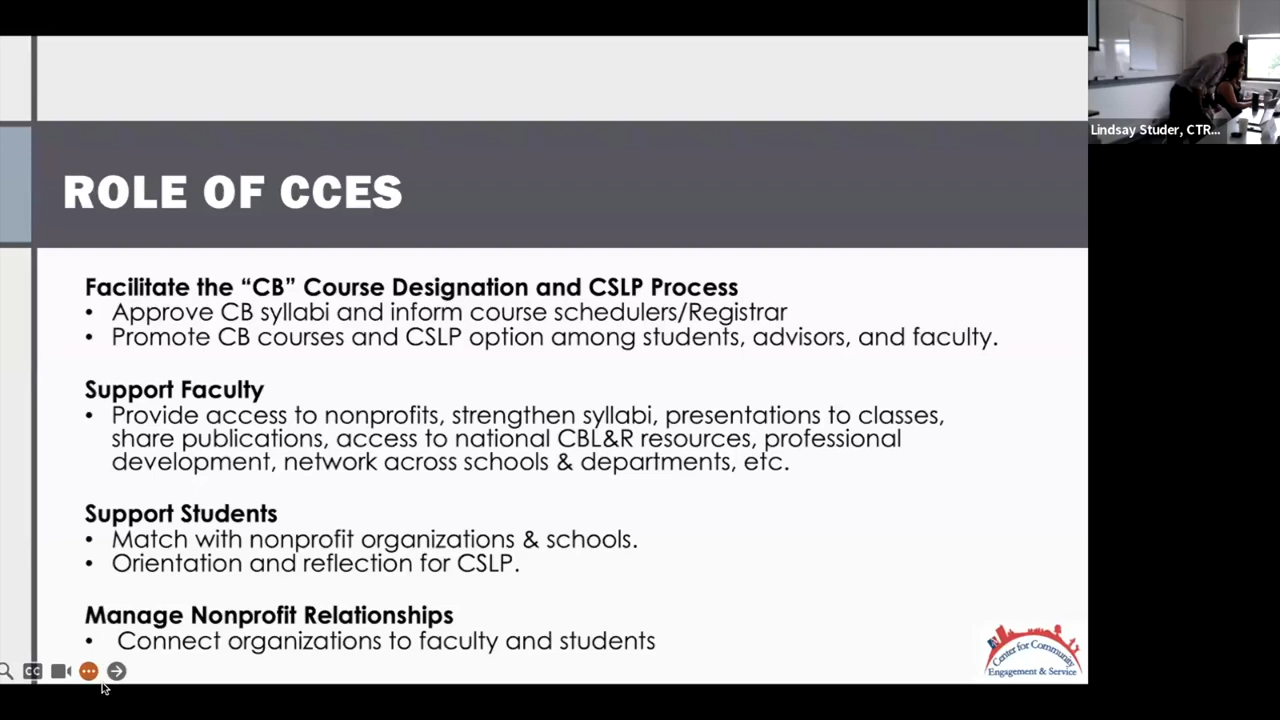 Lindsay Studer, CTR...
ROLE OF CCES
Facilitate the “CB” Course Designation and CSLP Process
• Approve CB syllabi and inform course schedulers/Registrar
• Promote CB courses and CSLP option among students, advisors, and faculty.
Support Faculty
• Provide access to nonprofits, strengthen syllabi, presentations to classes,
share publications, access to national CBL&R resources, professional
development, network across schools & departments, etc.
Support Students
• Match with nonprofit organizations & schools.
• Orientation and reflection for CSLP.
Manage Nonprofit Relationships
• Connect organizations to faculty and students
CC
Center for Community
Engagement & Service